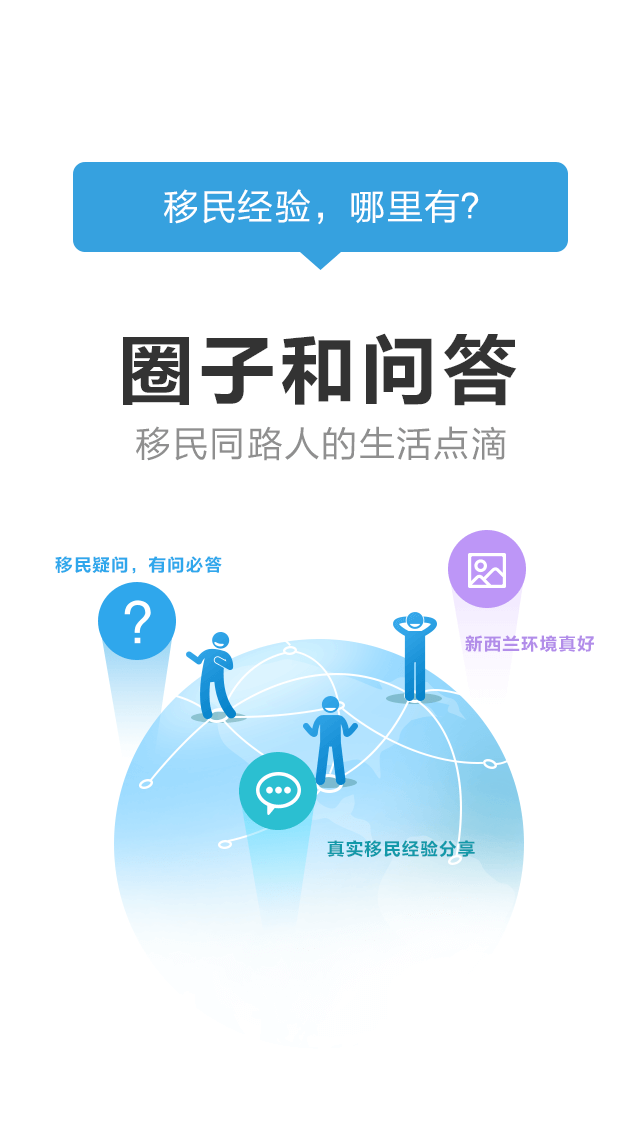 移民经验，哪里有?
圈子和问答
移民同路人的生活点滴
移民疑问，有问必答
?
新西兰环境真好
真实移民经验分享